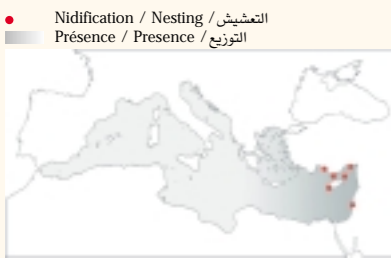 Nidification / Nesting / التعشيش
Présence / Presence / التوزيع